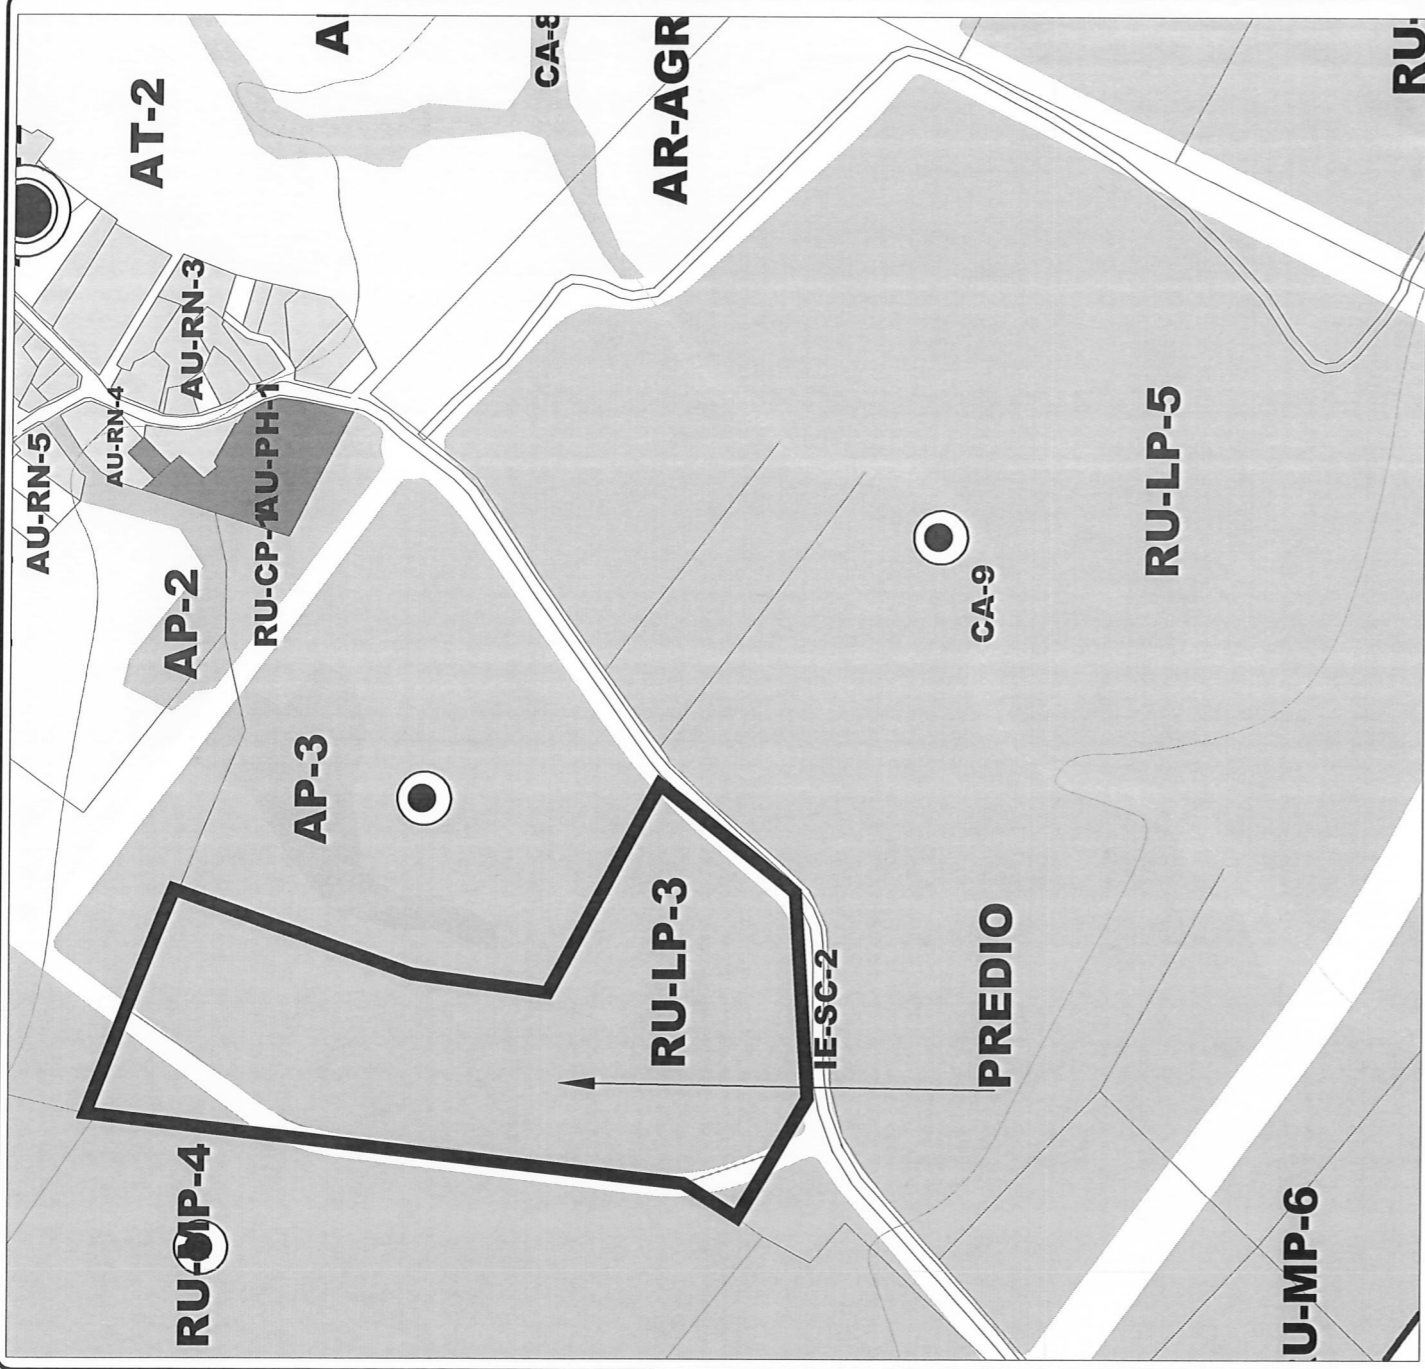 AT-2
A
CA-8
AR-AGR
RU-
AU-RN-3
AU-RN-4
AU-RN-5
AU-PH-1
RU-CP-1
AP-2
AP-3
CA-9
RU-LP-5
RU-LP-3
IE-SC-2
PREDIO
RU-MP-4
U-MP-6